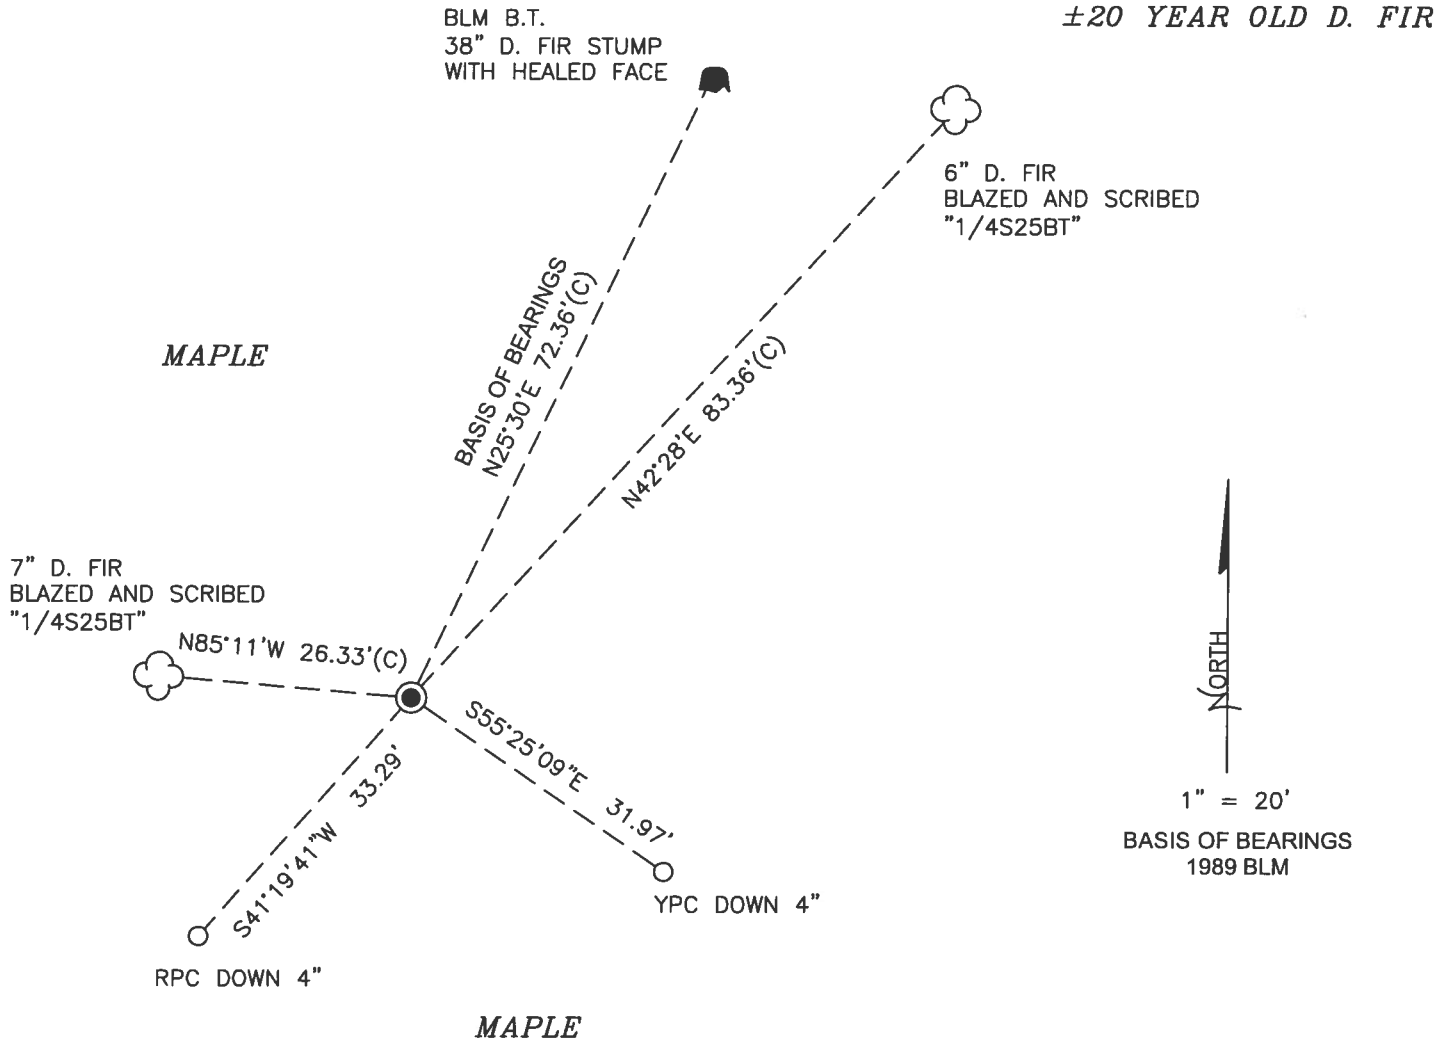 BLM B.T.
38" D. FIR STUMP
WITH HEALED FACE
±20 YEAR OLD D. FIR
6" D. FIR
BLAZED AND SCRIBED
"1/4S25BT"
BASIS OF BEARINGS
N25°30'E 72.36'(C)
N42°28'E 83.36'(C)
MAPLE
7" D. FIR
BLAZED AND SCRIBED
"1/4S25BT"
N85°11'W 26.33'(C)
S55°25'09"E 31.97'
S41°19'41"W 33.29'
YPC DOWN 4"
RPC DOWN 4"
MAPLE
NORTH
1" = 20'
BASIS OF BEARINGS
1989 BLM